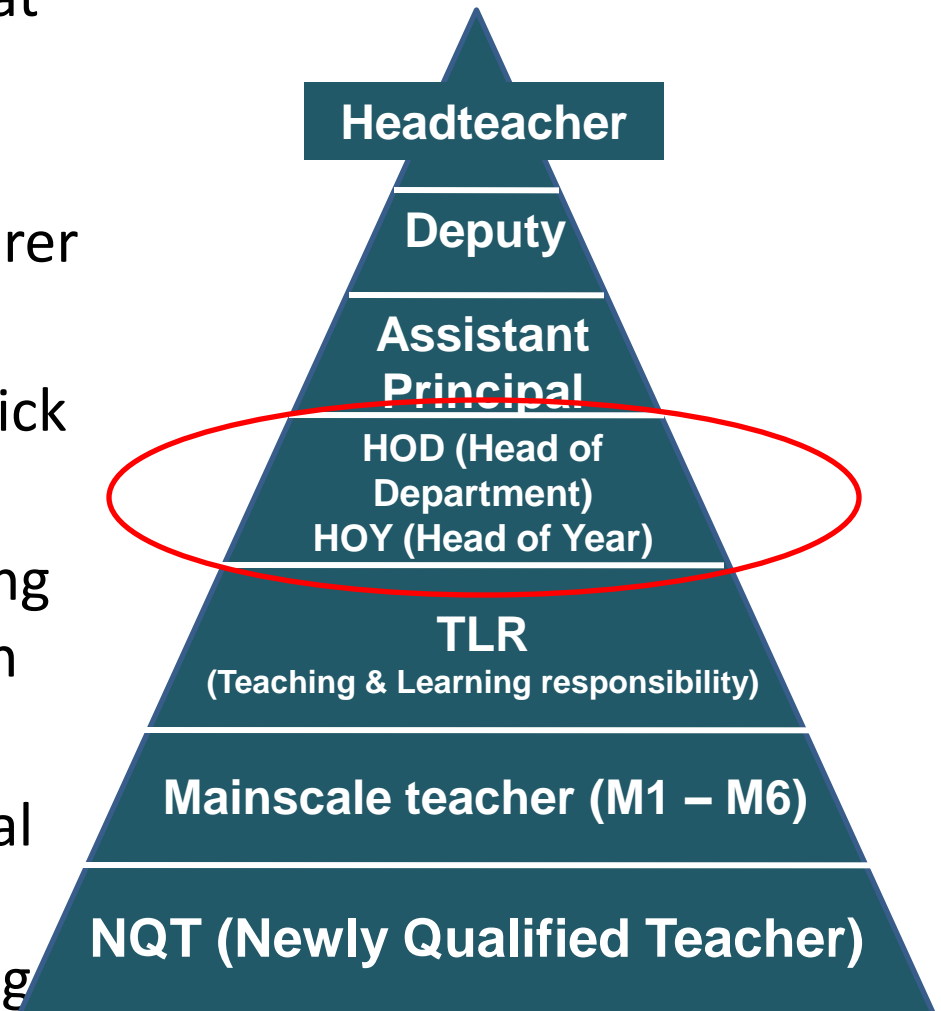 at
Headteacher
rer
Deputy
Assistant
Principal
ick
HOD (Head of
Department)
HOY (Head of Year)
ng
n
TLR
(Teaching & Learning responsibility)
Mainscale teacher (M1 – M6)
al
NQT (Newly Qualified Teacher)
g